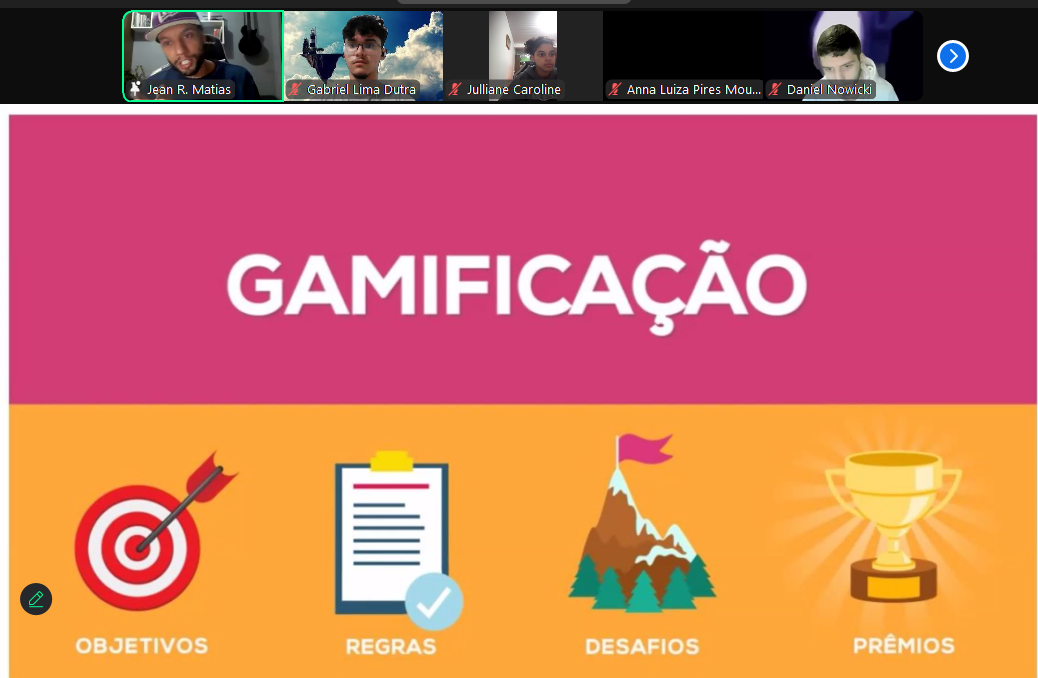 Jean R. Matias
Gabriel Lima Dutra
Julliane Caroline
Anna Luiza Pires Mou...
Daniel Nowicki
GAMIFICAÇÃO
OBJETIVOS
REGRAS
DESAFIOS
PRÊMIOS